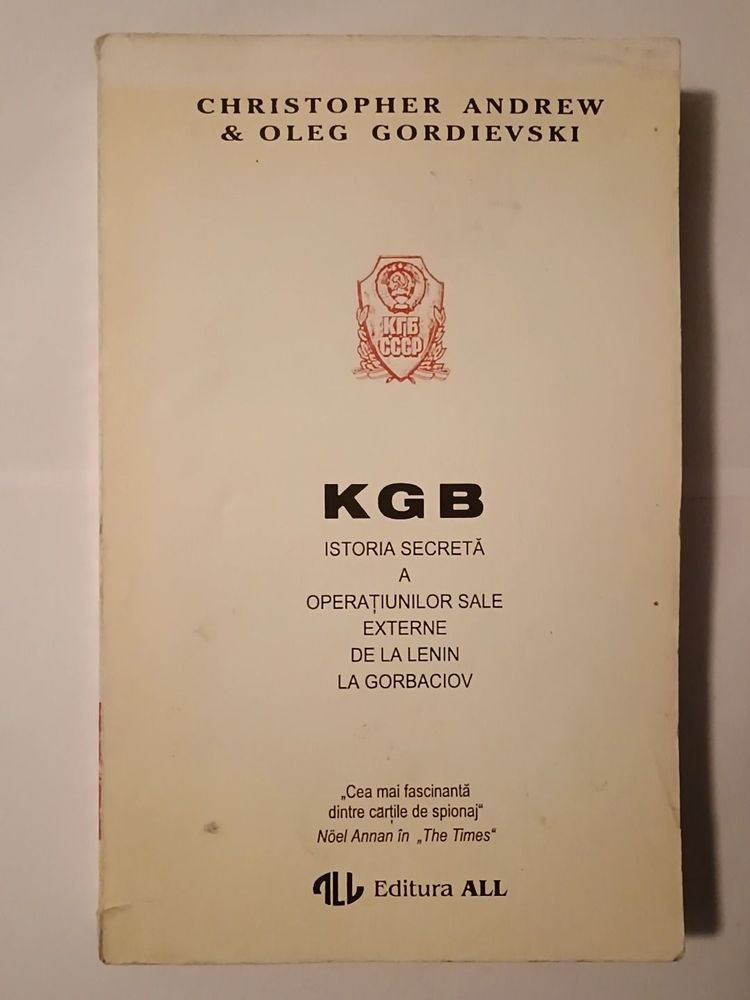 CHRISTOPHER ANDREW
& OLEG GORDIEVSKI
КГБ
СССР
KGB
ISTORIA SECRETĂ
A
OPERAȚIUNILOR SALE
EXTERNE
DE LA LENIN
LA GORBACIOV
„Cea mai fascinantă
dintre cărțile de spionaj“
Nöel Annan în „The Times“
ALL Editura ALL